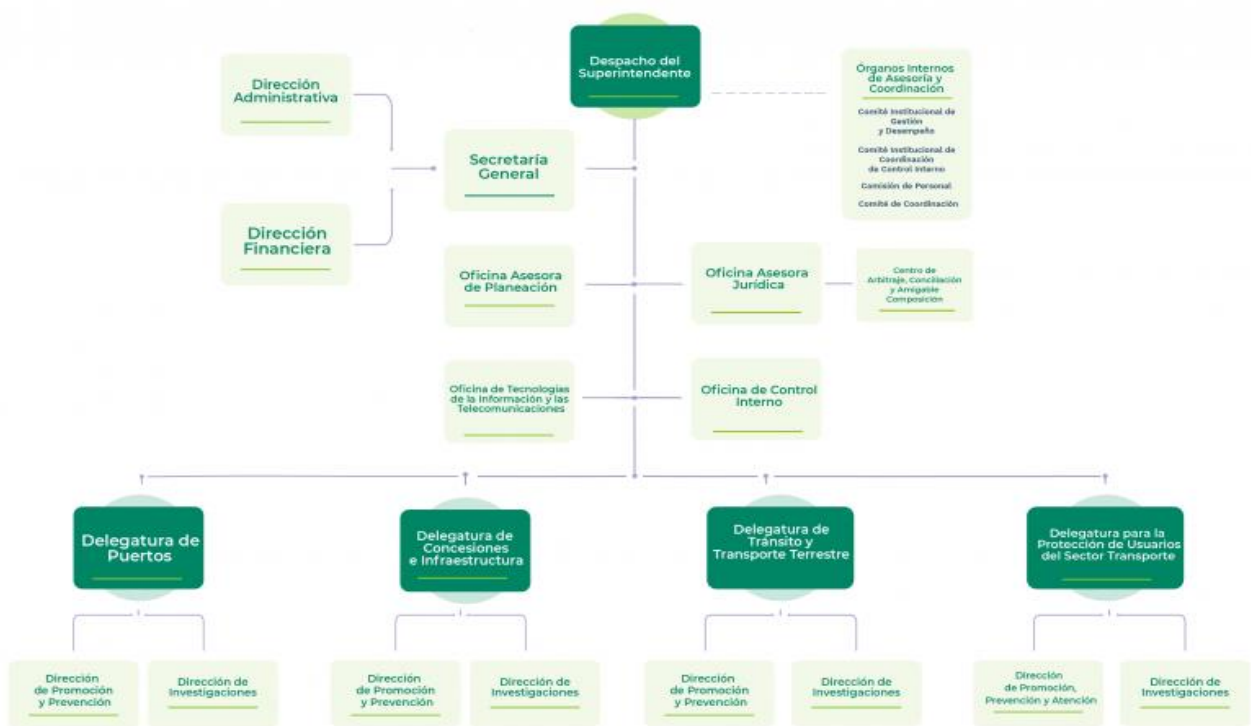 Despacho del
Superintendente
Órganos Internos
de Asesoría y
Coordinación
Comité Institucional de
Gestión
y Desempeño
Comité Institucional de
Coordinación
de Control Interno
Comisión de Personal
Comité de Coordinación
Dirección
Administrativa
Secretaría
General
Dirección
Financiera
Oficina Asesora
de Planeación
Oficina Asesora
Jurídica
Centro de
Arbitraje, Conciliación
y Amigable
Composición
Oficina de Tecnologías
de la Información y las
Telecomunicaciones
Oficina de Control
Interno
Delegatura de
Puertos
Delegatura de
Concesiones
e Infraestructura
Delegatura de
Tránsito y
Transporte Terrestre
Delegatura para la
Protección de Usuarios
del Sector Transporte
Dirección
de Promoción
y Prevención
Dirección de
Investigaciones
Dirección
de Promoción
y Prevención
Dirección de
Investigaciones
Dirección
de Promoción
y Prevención
Dirección de
Investigaciones
Dirección
de Promoción,
Prevención y Atención
Dirección de
Investigaciones